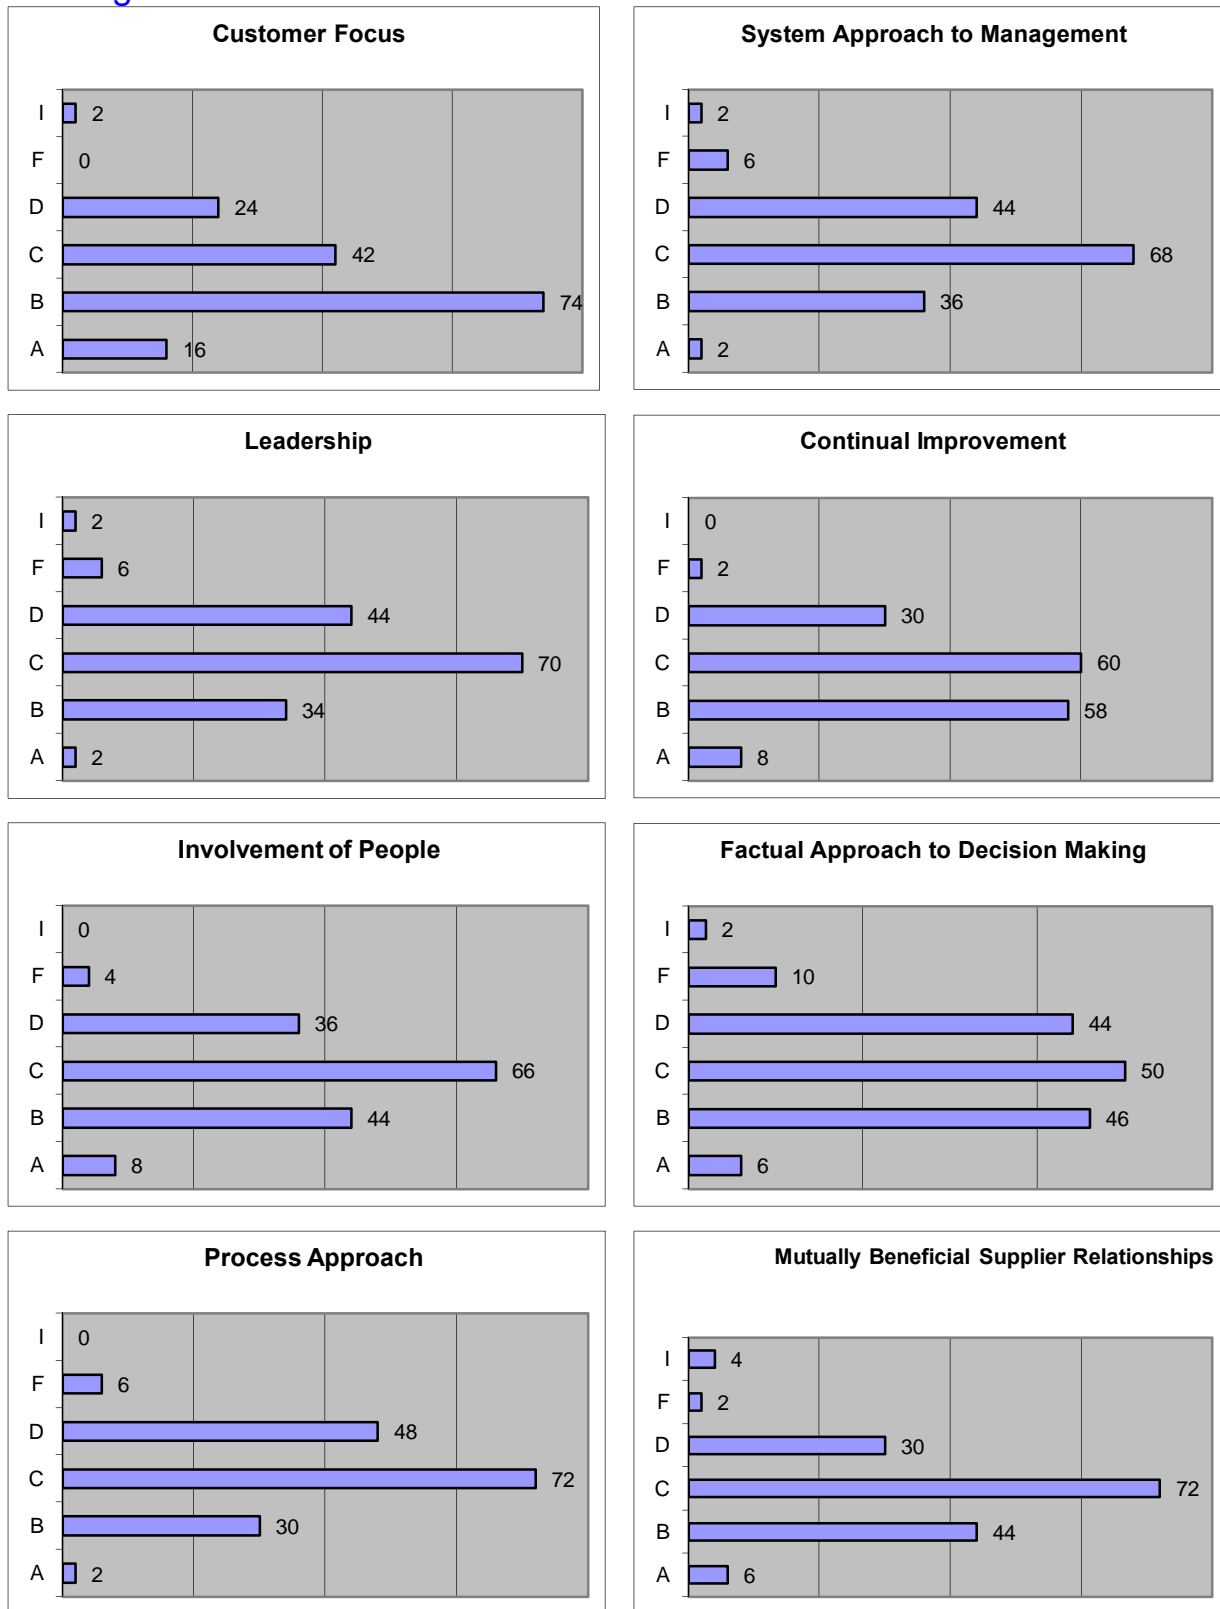 Customer Focus
I 2
F 0
D 24
C 42
B 74
A 16
System Approach to Management
I 2
F 6
D 44
C 68
B 36
A 2
Leadership
I 2
F 6
D 44
C 70
B 34
A 2
Continual Improvement
I 0
F 2
D 30
C 60
B 58
A 8
Involvement of People
I 0
F 4
D 36
C 66
B 44
A 8
Factual Approach to Decision Making
I 2
F 10
D 44
C 50
B 46
A 6
Process Approach
I 0
F 6
D 48
C 72
B 30
A 2
Mutually Beneficial Supplier Relationships
I 4
F 2
D 30
C 72
B 44
A 6